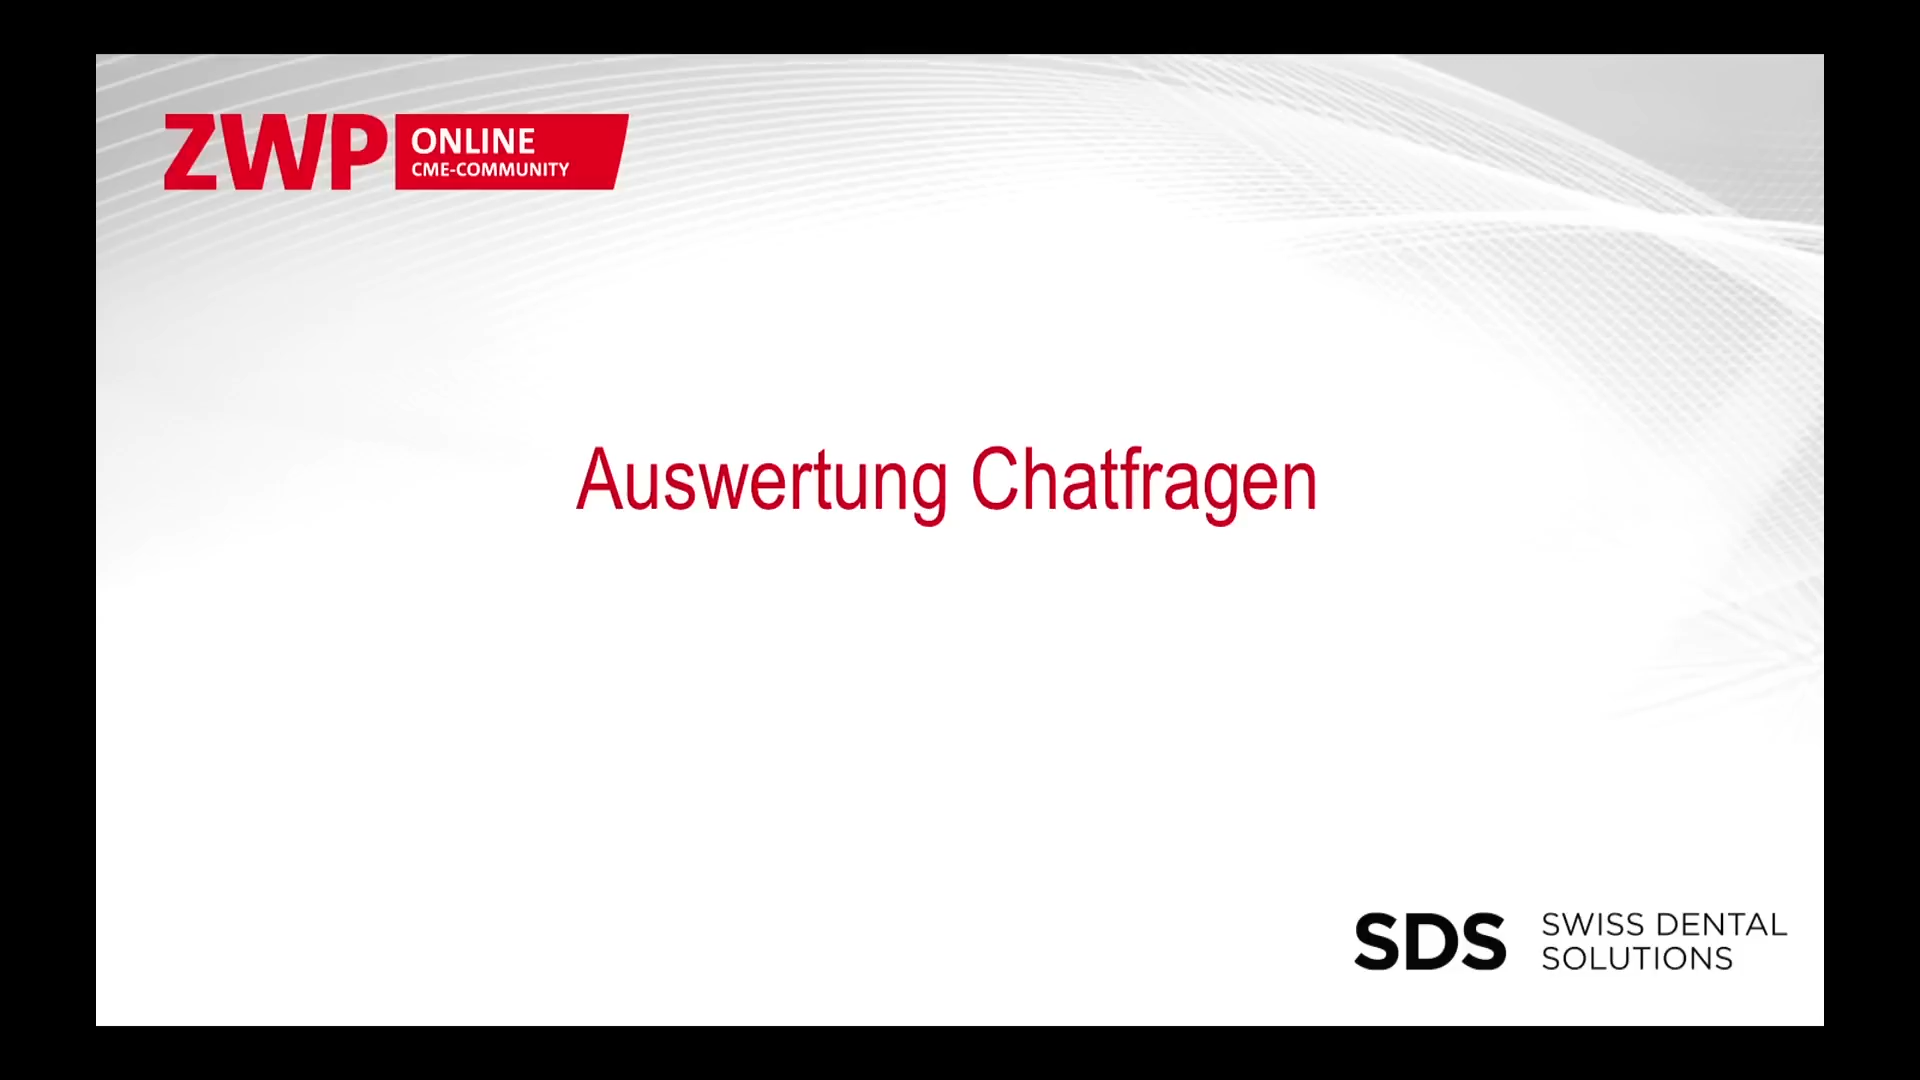 ZWP ONLINE
CME-COMMUNITY
Auswertung Chatfragen
SDS SWISS DENTAL
SOLUTIONS